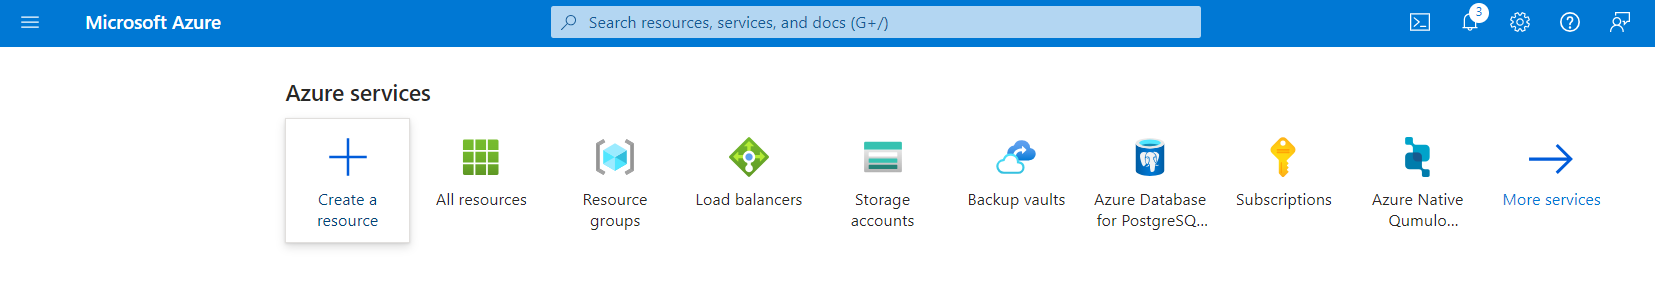 Microsoft Azure
Search resources, services, and docs (G+/)
3
Azure services
Create a
resource
All resources
Resource
groups
Load balancers
Storage
accounts
Backup vaults
Azure Database
for PostgreSQ...
Subscriptions
Azure Native
Qumulo...
More services